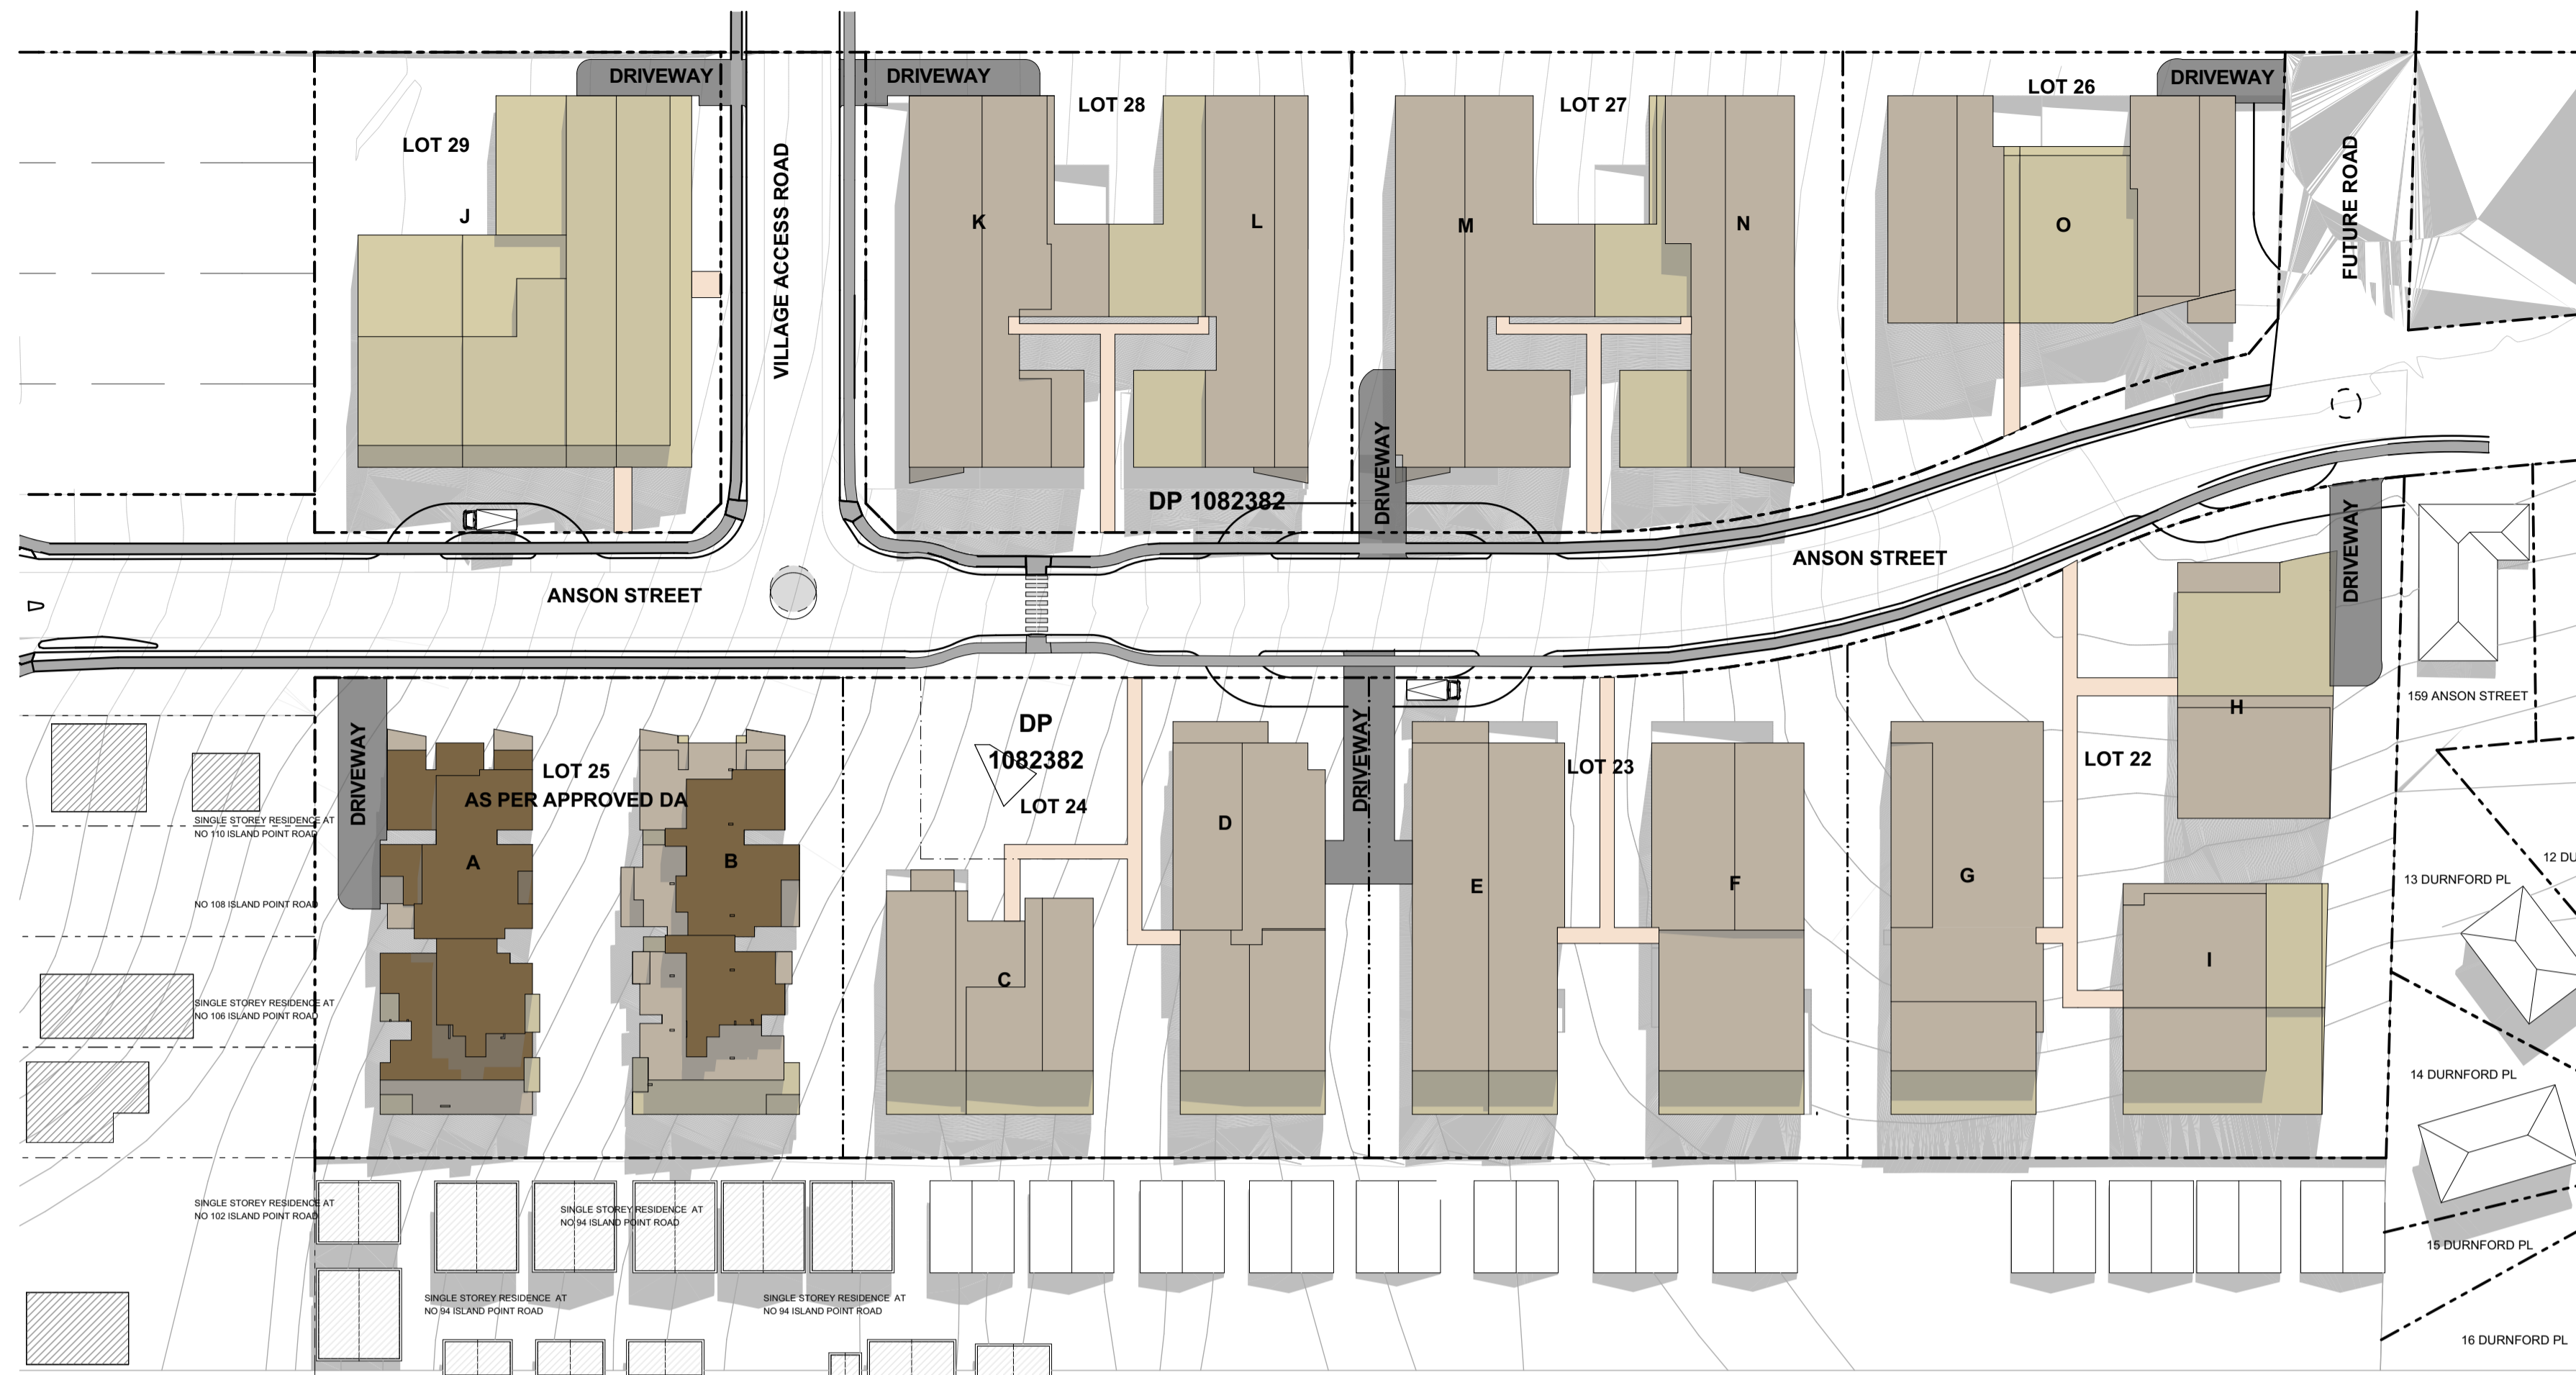 DRIVEWAY
DRIVEWAY
DRIVEWAY
LOT 29
LOT 28
LOT 27
LOT 26
J
VILLAGE ACCESS ROAD
K
L
M
N
O
FUTURE ROAD
DRIVEWAY
DP 1082382
ANSON STREET
ANSON STREET
DRIVEWAY
159 ANSON STREET
H
DRIVEWAY
LOT 25
AS PER APPROVED DA
DP
1082382
LOT 24
DRIVEWAY
LOT 23
LOT 22
SINGLE STOREY RESIDENCE AT
NO 110 ISLAND POINT ROAD
A
B
D
E
F
G
12 DU
13 DURNFORD PL
NO 108 ISLAND POINT ROAD
C
I
SINGLE STOREY RESIDENCE AT
NO 106 ISLAND POINT ROAD
14 DURNFORD PL
SINGLE STOREY RESIDENCE AT
NO 102 ISLAND POINT ROAD
SINGLE STOREY RESIDENCE AT
NO 94 ISLAND POINT ROAD
15 DURNFORD PL
SINGLE STOREY RESIDENCE AT
NO 94 ISLAND POINT ROAD
SINGLE STOREY RESIDENCE AT
NO 94 ISLAND POINT ROAD
16 DURNFORD PL